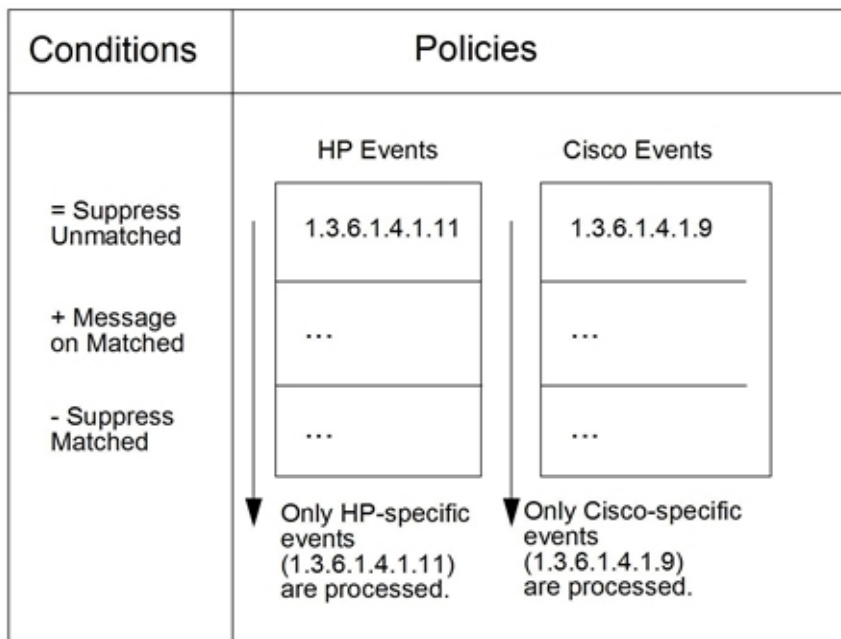 Conditions
Policies
HP Events
Cisco Events
= Suppress
Unmatched
1.3.6.1.4.1.11
1.3.6.1.4.1.9
+ Message
on Matched
...
...
- Suppress
Matched
...
...
Only HP-specific
events
(1.3.6.1.4.1.11)
are processed.
Only Cisco-specific
events
(1.3.6.1.4.1.9)
are processed.